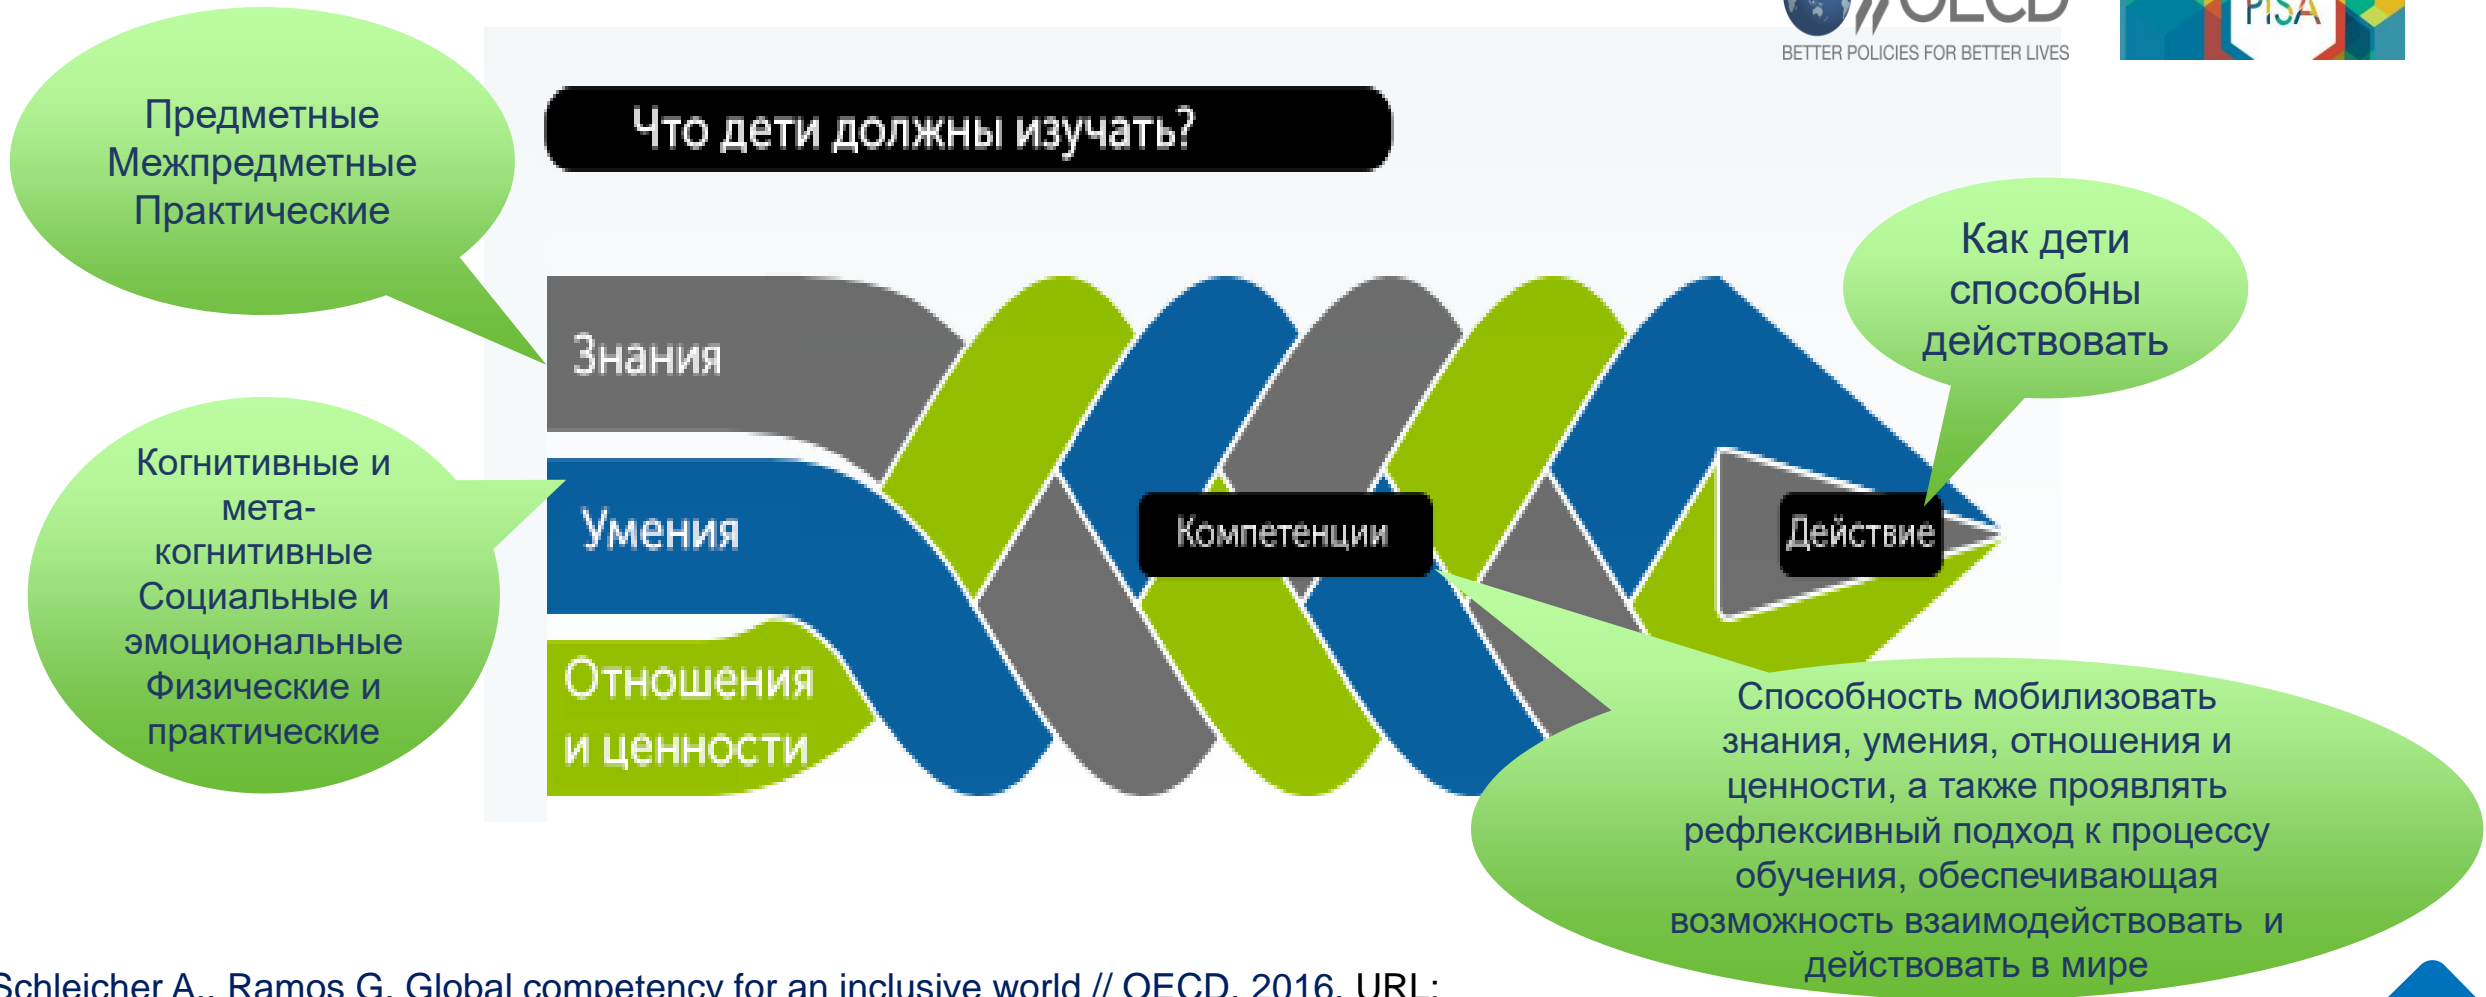 OECD
BETTER POLICIES FOR BETTER LIVES
PISA
Что дети должны изучать?
Предметные
Межпредметные
Практические
Как дети
способны
действовать
Знания
Когнитивные и
мета-
когнитивные
Социальные и
эмоциональные
Физические и
практические
Умения
Компетенции
Действие
Отношения
и ценности
Способность мобилизовать
знания, умения, отношения и
ценности, а также проявлять
рефлексивный подход к процессу
обучения, обеспечивающая
возможность взаимодействовать и
действовать в мире
Schleicher A., Ramos G. Global competency for an inclusive world // OECD, 2016. URL: